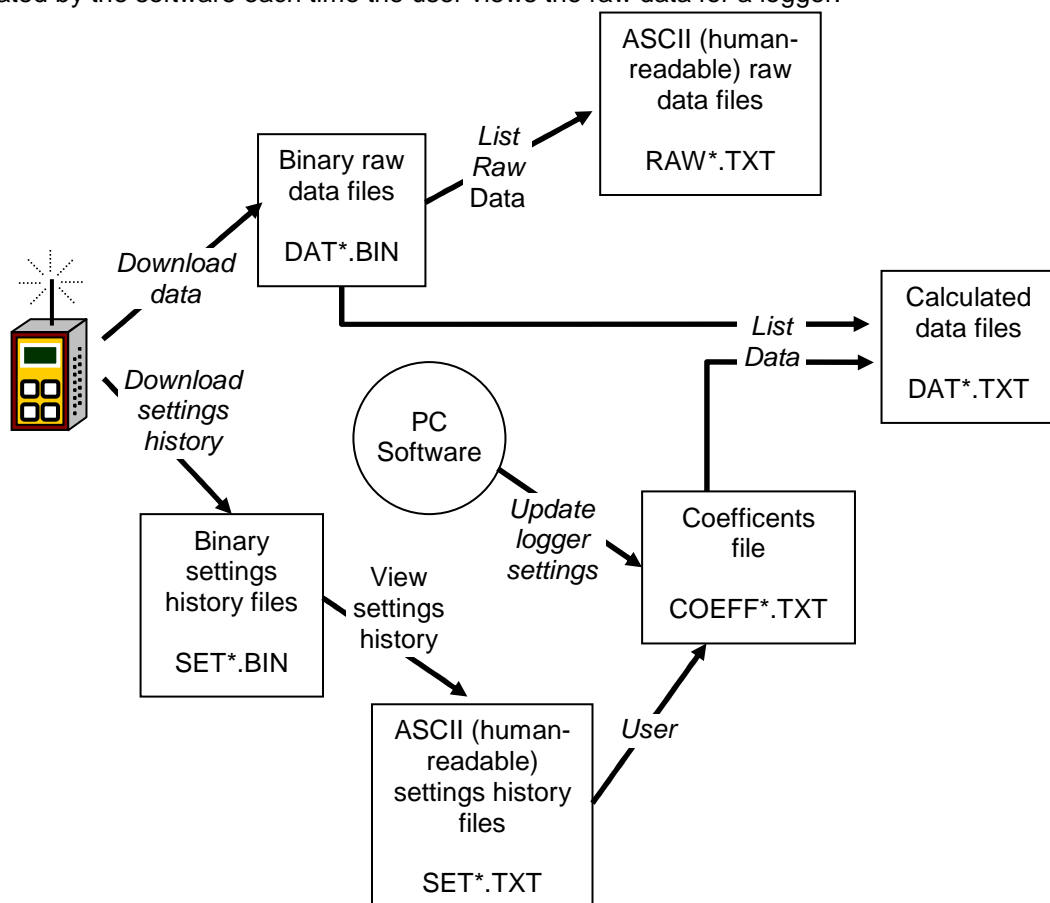 ated by the software each time the user views the raw data for a logger.
ASCII (human-
readable) raw
data files
RAW*.TXT
List
Raw
Data
Binary raw
data files
DAT*.BIN
Download
data
Calculated
data files
DAT*.TXT
List
Data
Download
settings
history
PC
Software
Update
logger
settings
Coefficents
file
COEFF*.TXT
Binary
settings
history files
SET*.BIN
View
settings
history
ASCII (human-
readable)
settings history
files
SET*.TXT
User